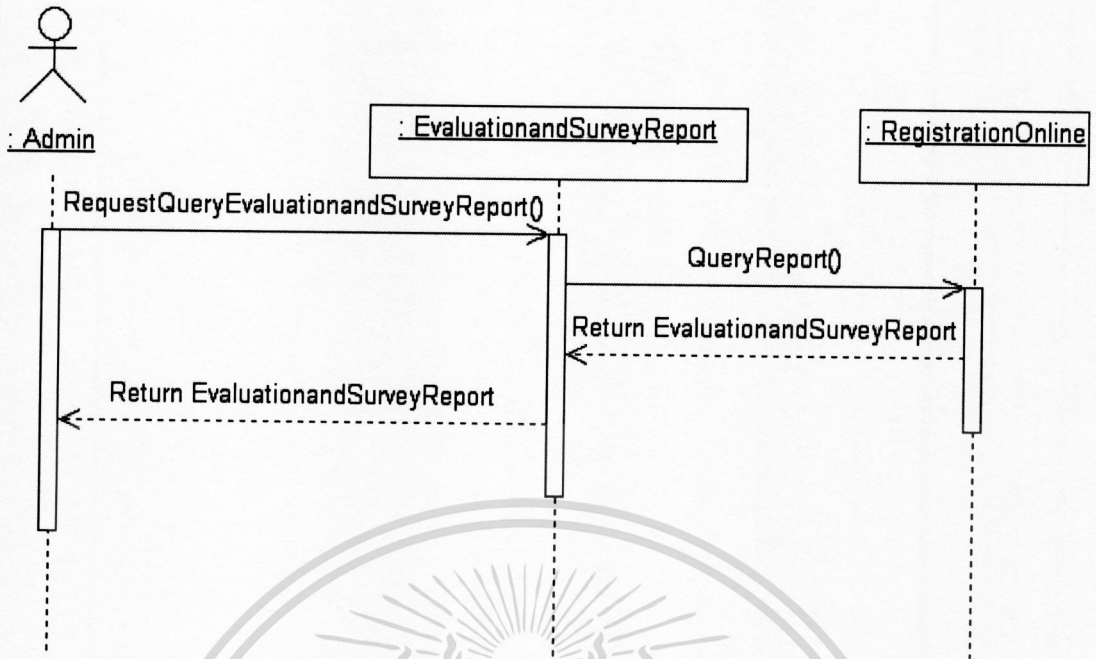 : Admin
: EvaluationandSurveyReport
: RegistrationOnline
RequestQueryEvaluationandSurveyReport()
QueryReport()
Return EvaluationandSurveyReport
Return EvaluationandSurveyReport